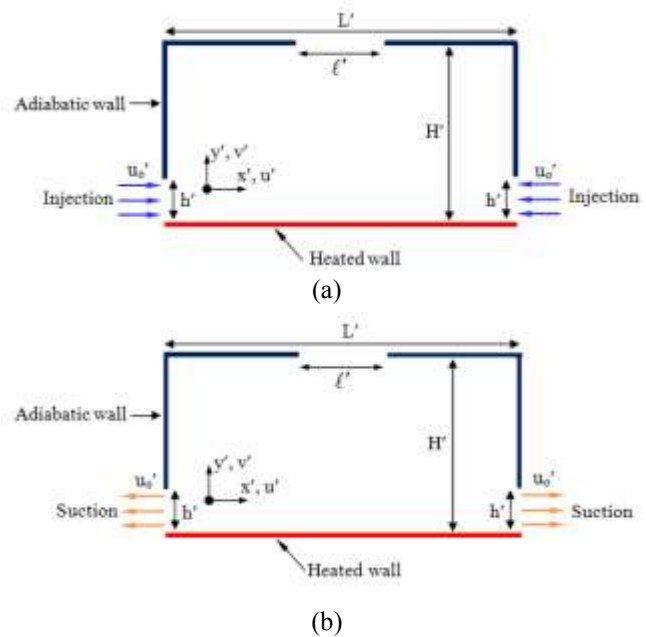 L'
ℓ'
Adiabatic wall
H'
y', v'
x', u'
u₀'
u₀'
Injection
h'
h'
Injection
Heated wall
(a)
L'
ℓ'
Adiabatic wall
H'
y', v'
x', u'
u₀'
u₀'
Suction
h'
h'
Suction
Heated wall
(b)